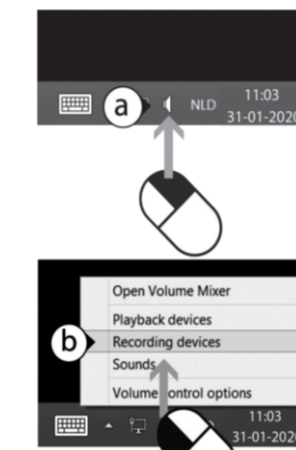 a
NLD
11:03
31-01-2020
Open Volume Mixer
Playback devices
b
Recording devices
Sounds
Volume control options
11:03
31-01-2020